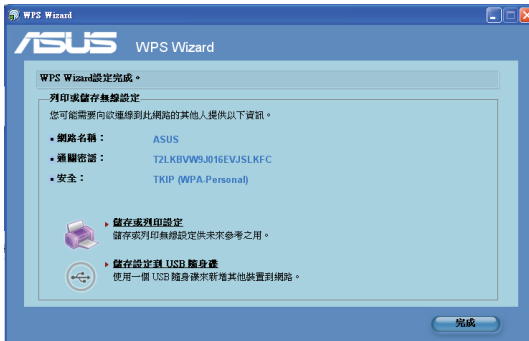 WPS Wizard
ASUS WPS Wizard
WPS Wizard設定完成。
列印或儲存無線設定
您可能需要向欲連線到此網路的其他人提供以下資訊。
▪ 網路名稱： ASUS
▪ 通關密語： T2LKBVW9J016EVJSLKFC
▪ 安全： TKIP (WPA-Personal)
儲存或列印設定
儲存或列印無線設定供未來參考之用。
儲存設定到 USB 隨身碟
使用一個 USB 隨身碟來新增其他裝置到網路。
完成